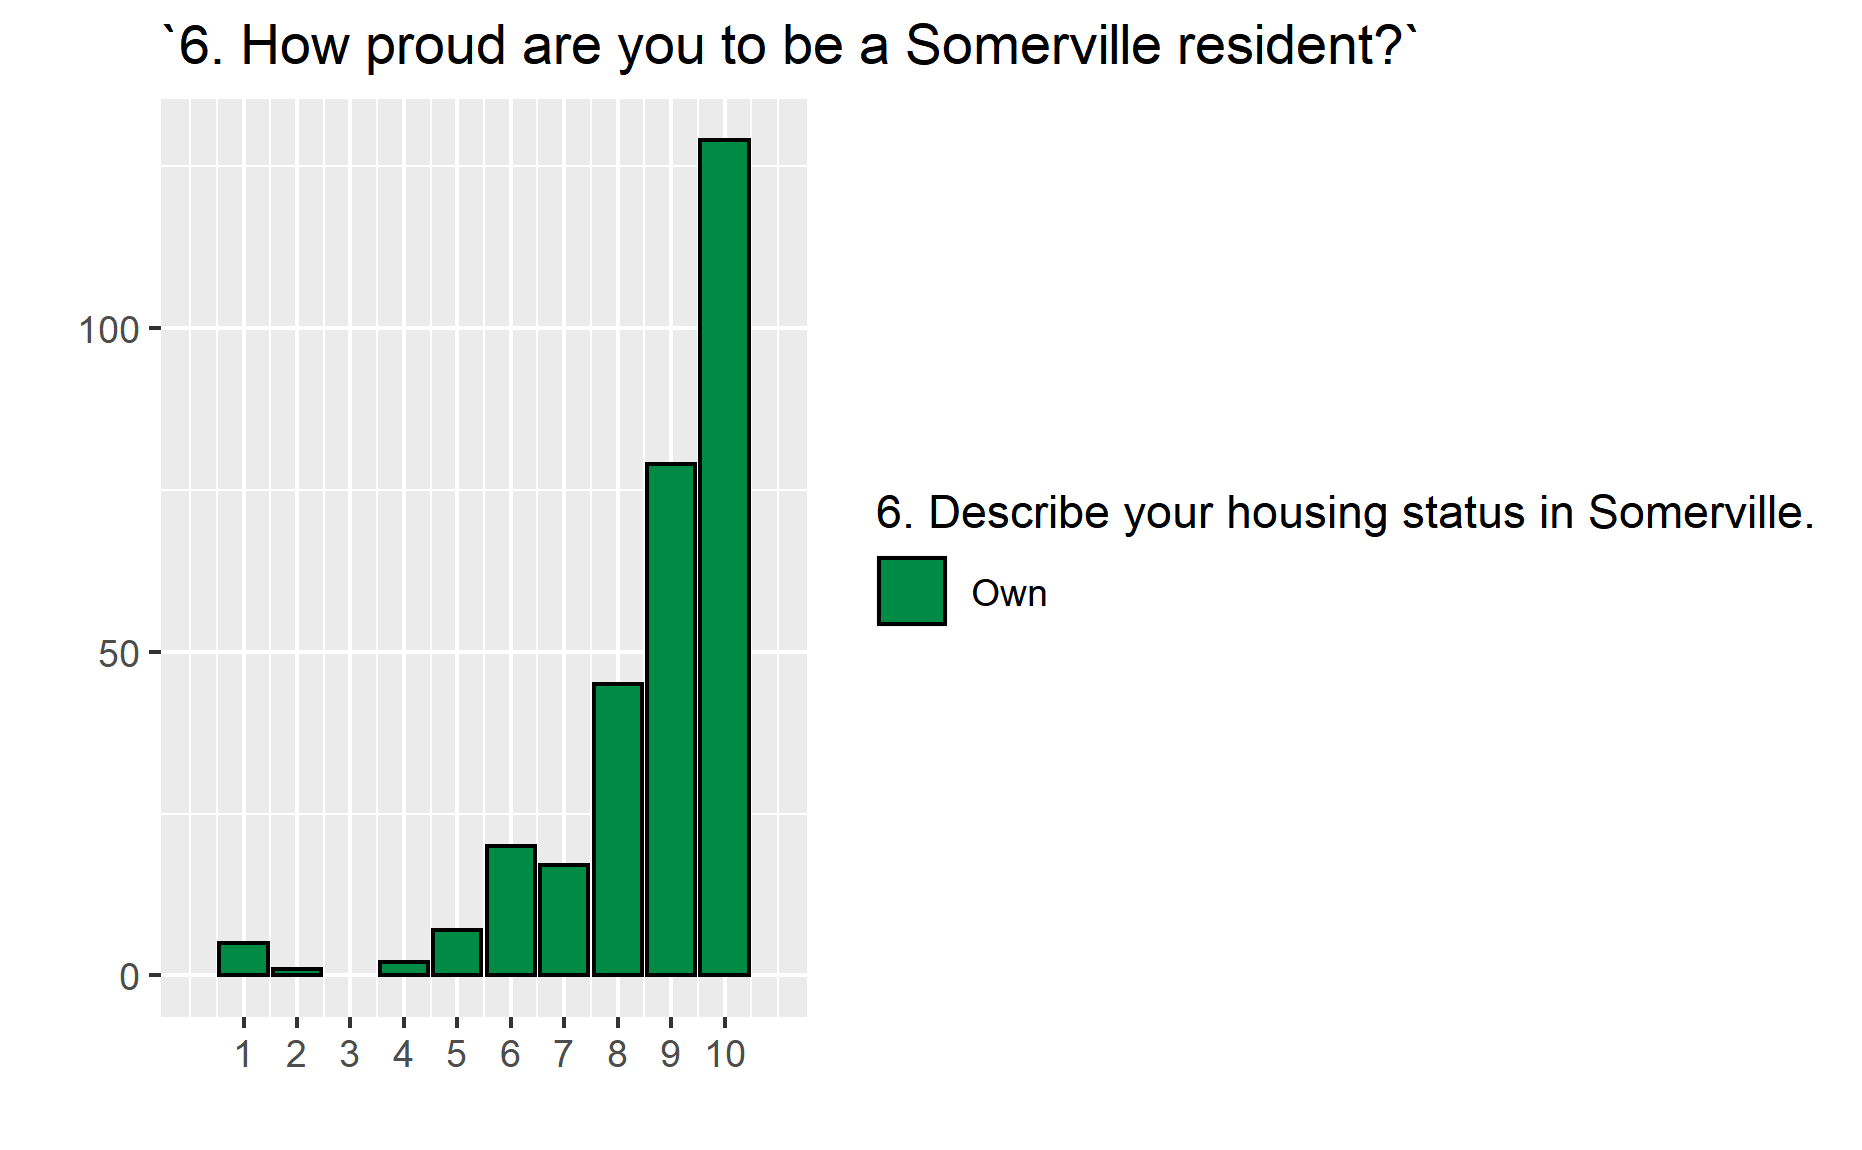 `6. How proud are you to be a Somerville resident?`
100
50
0
1 2 3 4 5 6 7 8 9 10
6. Describe your housing status in Somerville.
Own